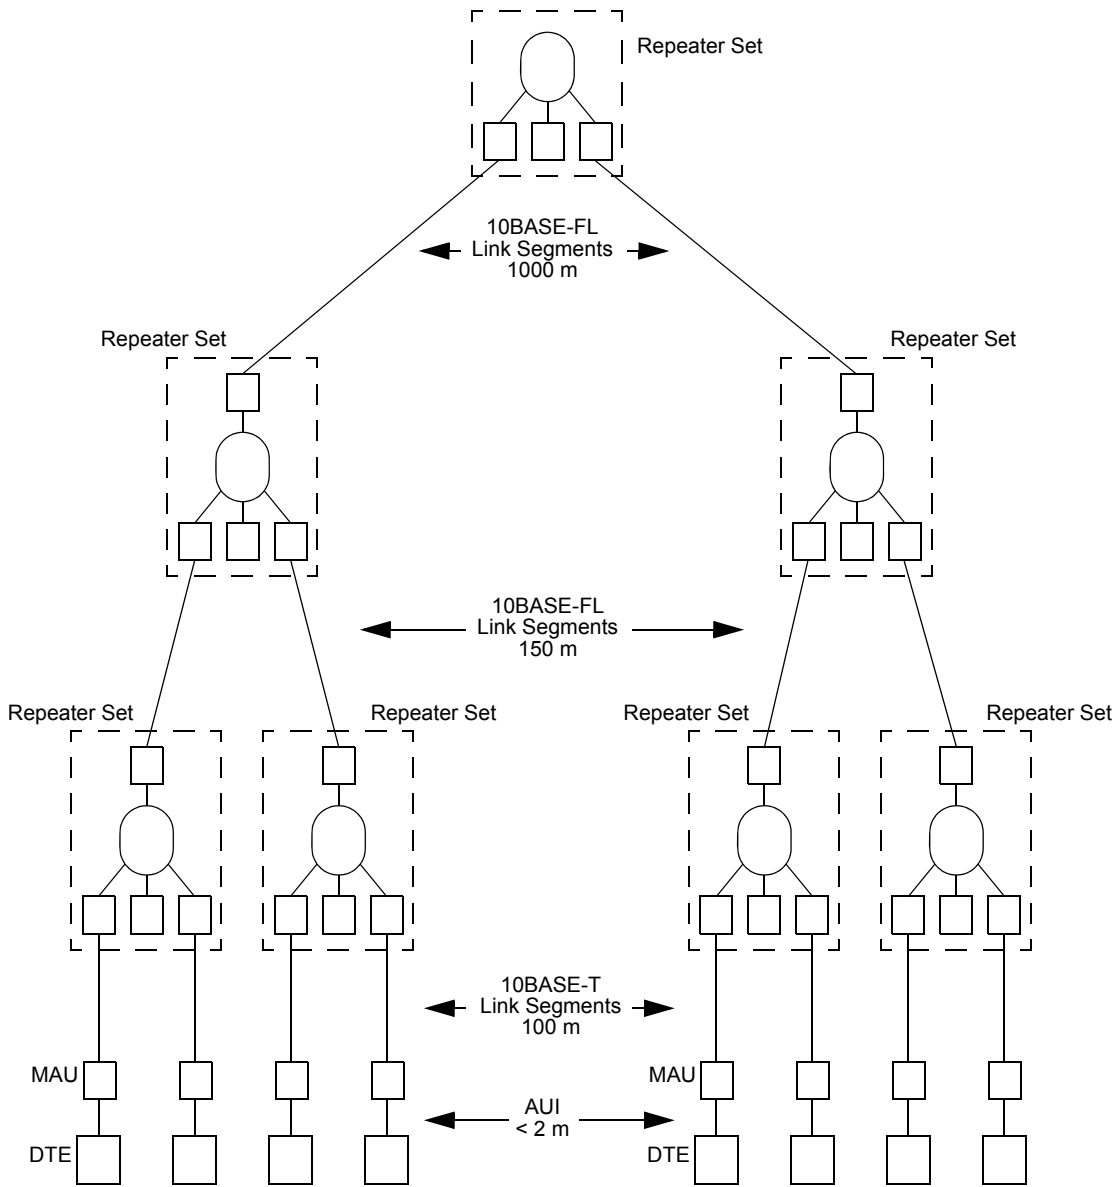 Repeater Set
10BASE-FL
Link Segments
1000 m
Repeater Set
Repeater Set
10BASE-FL
Link Segments
150 m
Repeater Set
Repeater Set
Repeater Set
Repeater Set
10BASE-T
Link Segments
100 m
MAU
MAU
AUI
< 2 m
DTE
DTE